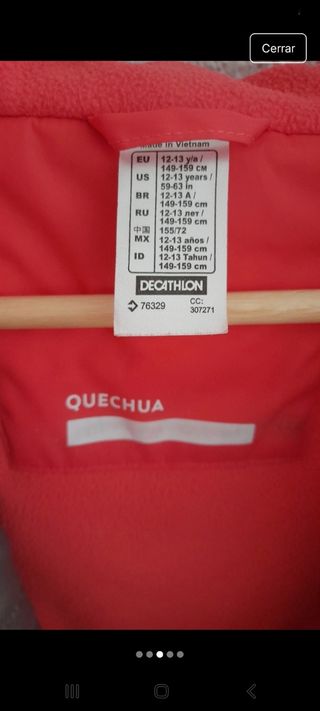 Cerrar
Made in Vietnam
EU 12-13 y/a /
149-159 CM
US 12-13 years /
59-63 in
BR 12-13 A /
149-159 cm
RU 12-13 лет /
149-159 cm
中国 155/72
MX 12-13 años /
149-159 cm
ID 12-13 Tahun /
149-159 cm
DECATHLON
76329 CC:
307271
QUECHUA